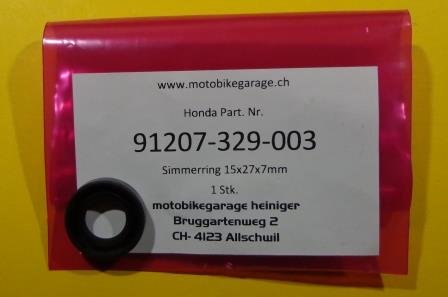 www.motobikegarage.ch
Honda Part. Nr.
91207-329-003
Simmerring 15x27x7mm
1 Stk.
motobikegarage heiniger
Bruggartenweg 2
CH- 4123 Allschwil